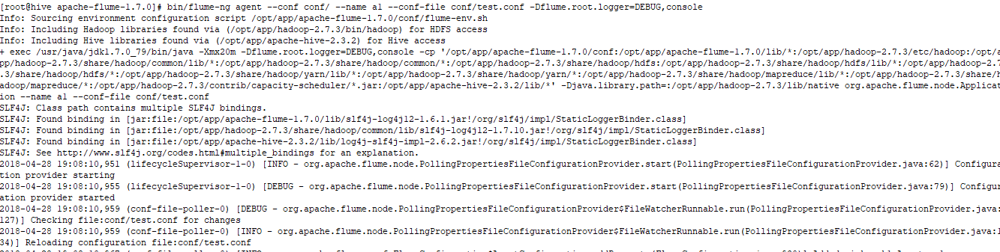 [root@hive apache-flume-1.7.0]# bin/flume-ng agent --conf conf/ --name a1 --conf-file conf/test.conf -Dflume.root.logger=DEBUG,console
Info: Sourcing environment configuration script /opt/app/apache-flume-1.7.0/conf/flume-env.sh
Info: Including Hadoop libraries found via (/opt/app/hadoop-2.7.3/bin/hadoop) for HDFS access
Info: Including Hive libraries found via (/opt/app/apache-hive-2.3.2) for Hive access
+ exec /usr/java/jdk1.7.0_79/bin/java -Xmx20m -Dflume.root.logger=DEBUG,console -cp '/opt/app/apache-flume-1.7.0/conf:/opt/app/apache-flume-1.7.0/lib/*:/opt/app/hadoop-2.7.3/etc/hadoop:/opt/a
pp/hadoop-2.7.3/share/hadoop/common/lib/*:/opt/app/hadoop-2.7.3/share/hadoop/common/*:/opt/app/hadoop-2.7.3/share/hadoop/hdfs:/opt/app/hadoop-2.7.3/share/hadoop/hdfs/lib/*:/opt/app/hadoop-2.7
.3/share/hadoop/hdfs/*:/opt/app/hadoop-2.7.3/share/hadoop/yarn/lib/*:/opt/app/hadoop-2.7.3/share/hadoop/yarn/*:/opt/app/hadoop-2.7.3/share/hadoop/mapreduce/lib/*:/opt/app/hadoop-2.7.3/share/h
adoop/mapreduce/*:/opt/app/hadoop-2.7.3/contrib/capacity-scheduler/*.jar:/opt/app/apache-hive-2.3.2/lib/*' -Djava.library.path=:/opt/app/hadoop-2.7.3/lib/native org.apache.flume.node.Applicat
ion --name a1 --conf-file conf/test.conf
SLF4J: Class path contains multiple SLF4J bindings.
SLF4J: Found binding in [jar:file:/opt/app/apache-flume-1.7.0/lib/slf4j-log4j12-1.6.1.jar!/org/slf4j/impl/StaticLoggerBinder.class]
SLF4J: Found binding in [jar:file:/opt/app/hadoop-2.7.3/share/hadoop/common/lib/slf4j-log4j12-1.7.10.jar!/org/slf4j/impl/StaticLoggerBinder.class]
SLF4J: Found binding in [jar:file:/opt/app/apache-hive-2.3.2/lib/log4j-slf4j-impl-2.6.2.jar!/org/slf4j/impl/StaticLoggerBinder.class]
SLF4J: See http://www.slf4j.org/codes.html#multiple_bindings for an explanation.
2018-04-28 19:08:10,951 (lifecycleSupervisor-1-0) [INFO - org.apache.flume.node.PollingPropertiesFileConfigurationProvider.start(PollingPropertiesFileConfigurationProvider.java:62)] Configura
tion provider starting
2018-04-28 19:08:10,955 (lifecycleSupervisor-1-0) [DEBUG - org.apache.flume.node.PollingPropertiesFileConfigurationProvider.start(PollingPropertiesFileConfigurationProvider.java:79)] Configur
ation provider started
2018-04-28 19:08:10,959 (conf-file-poller-0) [DEBUG - org.apache.flume.node.PollingPropertiesFileConfigurationProvider$FileWatcherRunnable.run(PollingPropertiesFileConfigurationProvider.java:
127)] Checking file:conf/test.conf for changes
2018-04-28 19:08:10,959 (conf-file-poller-0) [INFO - org.apache.flume.node.PollingPropertiesFileConfigurationProvider$FileWatcherRunnable.run(PollingPropertiesFileConfigurationProvider.java:1
34)] Reloading configuration file:conf/test.conf